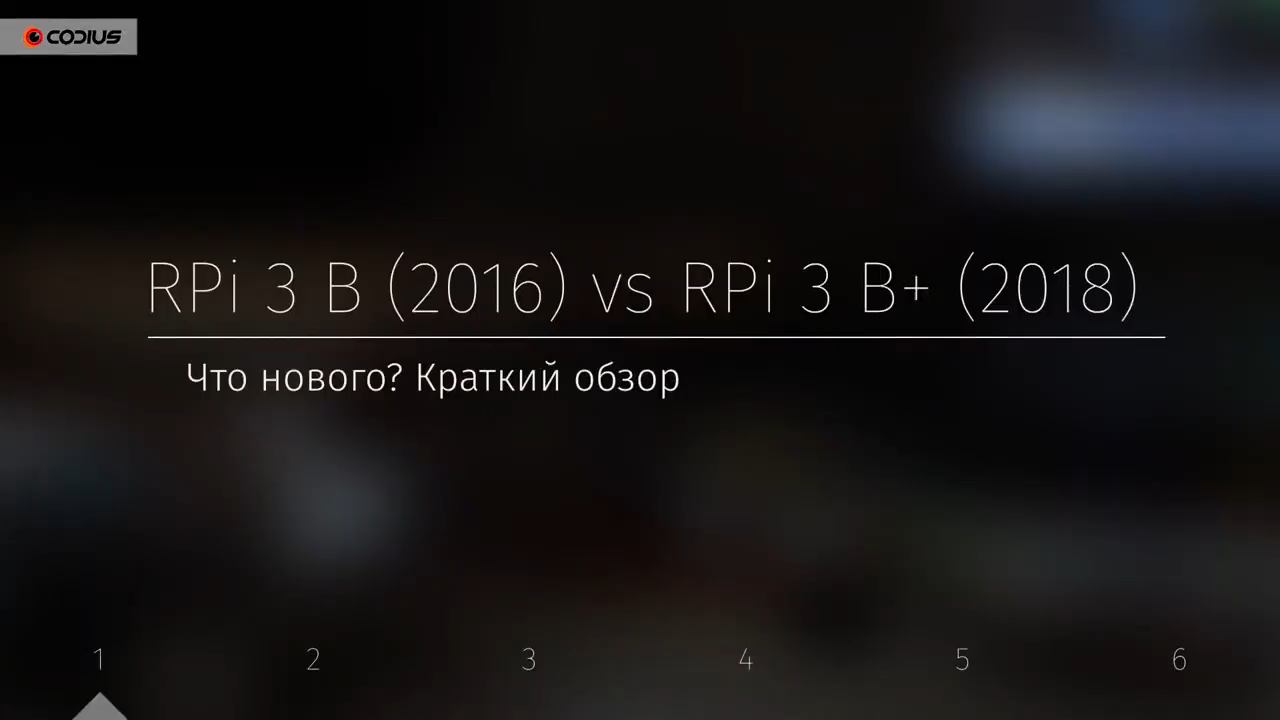 CODIUS
RPi 3 B (2016) vs RPi 3 B+ (2018)
Что нового? Краткий обзор
1 2 3 4 5 6